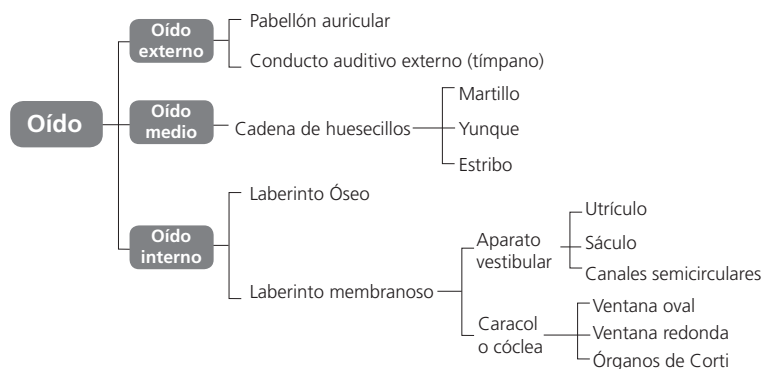 Oído
Oído
externo
Pabellón auricular
Conducto auditivo externo (tímpano)
Oído
medio
Cadena de huesecillos
Martillo
Yunque
Estribo
Oído
interno
Laberinto Óseo
Laberinto membranoso
Aparato
vestibular
Utrículo
Sáculo
Canales semicirculares
Caracol
o cóclea
Ventana oval
Ventana redonda
Órganos de Corti